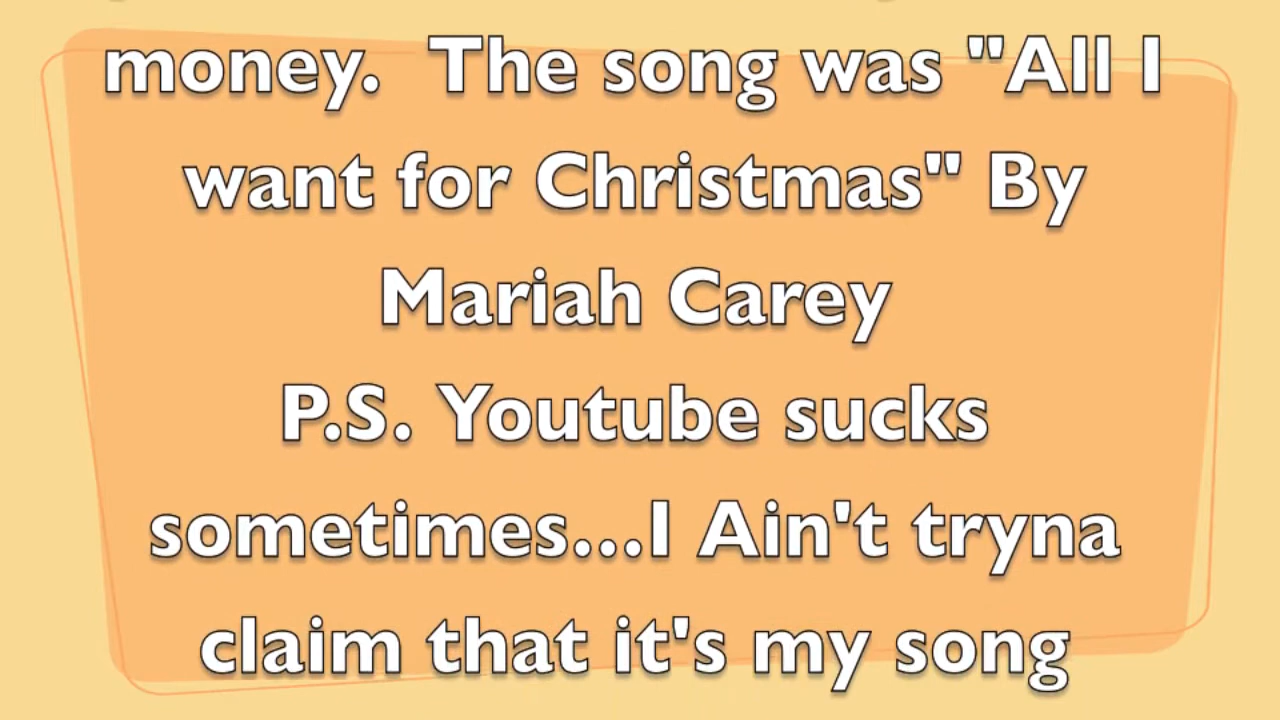 money.  The song was "All I
want for Christmas" By
Mariah Carey
P.S. Youtube sucks
sometimes...I Ain't tryna
claim that it's my song